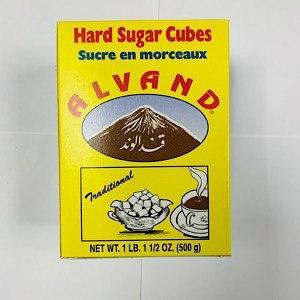 Hard Sugar Cubes
Sucre en morceaux
ALVAND®
قند الوند
Traditional
NET WT. 1 LB. 1 1/2 OZ. (500 g)